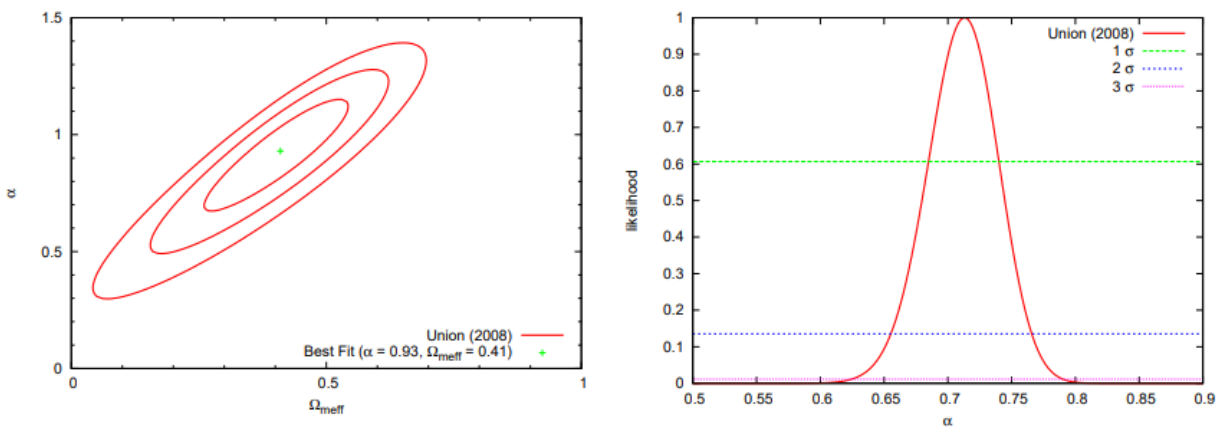 1.5
1
0.5
0
α
Union (2008)
Best Fit (α = 0.93, Ωmeff = 0.41)
0
0.5
1
Ωmeff
1
0.9
0.8
0.7
0.6
0.5
0.4
0.3
0.2
0.1
0
likelihood
Union (2008)
1 σ
2 σ
3 σ
0.5
0.55
0.6
0.65
0.7
0.75
0.8
0.85
0.9
α